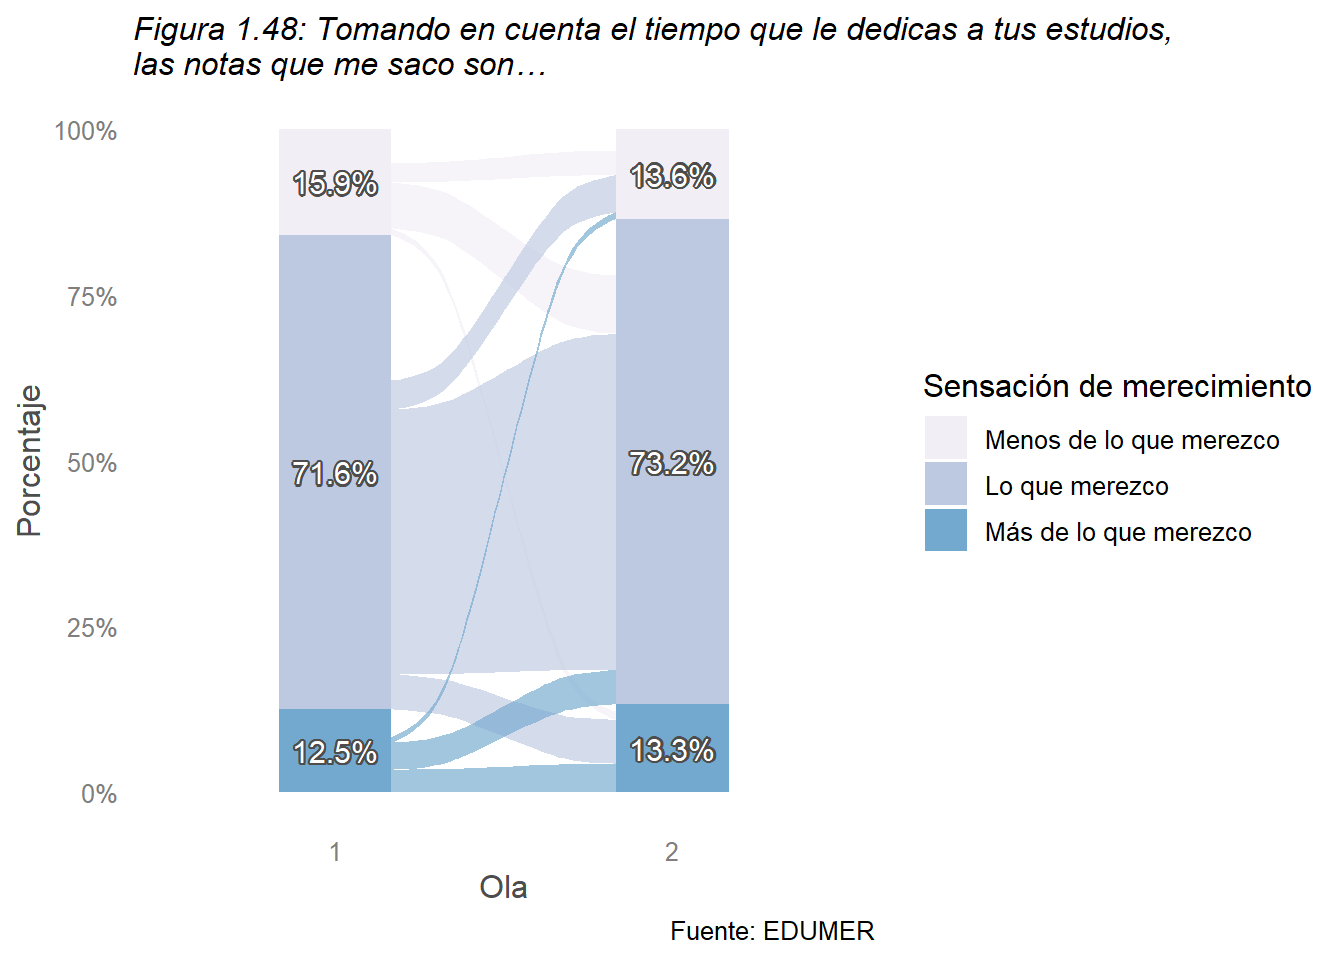 Figura 1.48: Tomando en cuenta el tiempo que le dedicas a tus estudios,
las notas que me saco son…
100%
75%
50%
25%
0%
Porcentaje
15.9%
71.6%
12.5%
13.6%
73.2%
13.3%
1
2
Ola
Sensación de merecimiento
Menos de lo que merezco
Lo que merezco
Más de lo que merezco
Fuente: EDUMER